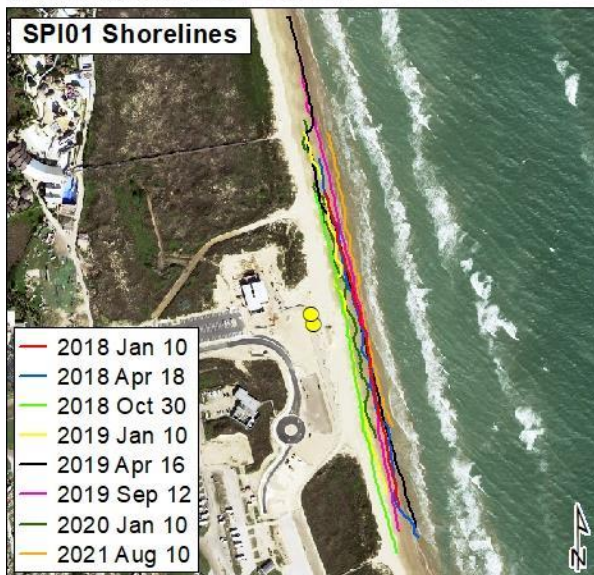 SPI01 Shorelines
2018 Jan 10
2018 Apr 18
2018 Oct 30
2019 Jan 10
2019 Apr 16
2019 Sep 12
2020 Jan 10
2021 Aug 10
N